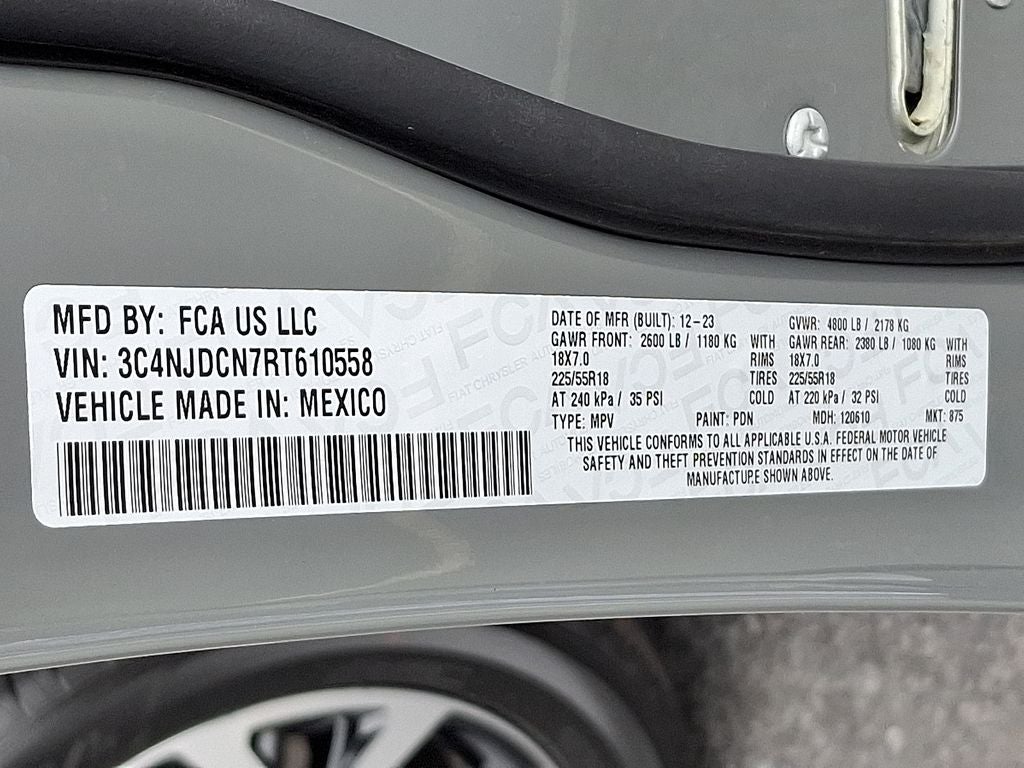 MFD BY: FCA US LLC
VIN: 3C4NJDCN7RT610558
VEHICLE MADE IN: MEXICO
DATE OF MFR (BUILT): 12-23 GVWR: 4800 LB / 2178 KG
GAWR FRONT: 2600 LB / 1180 KG WITH GAWR REAR: 2380 LB / 1080 KG WITH
18X7.0 RIMS 18X7.0 RIMS
225/55R18 TIRES 225/55R18 TIRES
AT 240 kPa / 35 PSI COLD AT 220 kPa / 32 PSI COLD
TYPE: MPV PAINT: PDN MDH: 120610 MKT: 875
THIS VEHICLE CONFORMS TO ALL APPLICABLE U.S.A. FEDERAL MOTOR VEHICLE
SAFETY AND THEFT PREVENTION STANDARDS IN EFFECT ON THE DATE OF
MANUFACTURE SHOWN ABOVE.